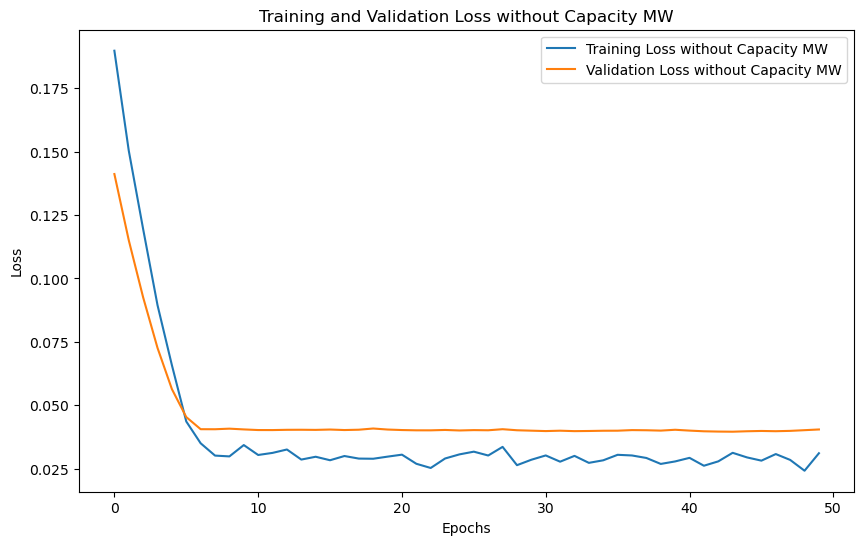 Training and Validation Loss without Capacity MW
Training Loss without Capacity MW
Validation Loss without Capacity MW
Loss
0.175
0.150
0.125
0.100
0.075
0.050
0.025
0 10 20 30 40 50
Epochs